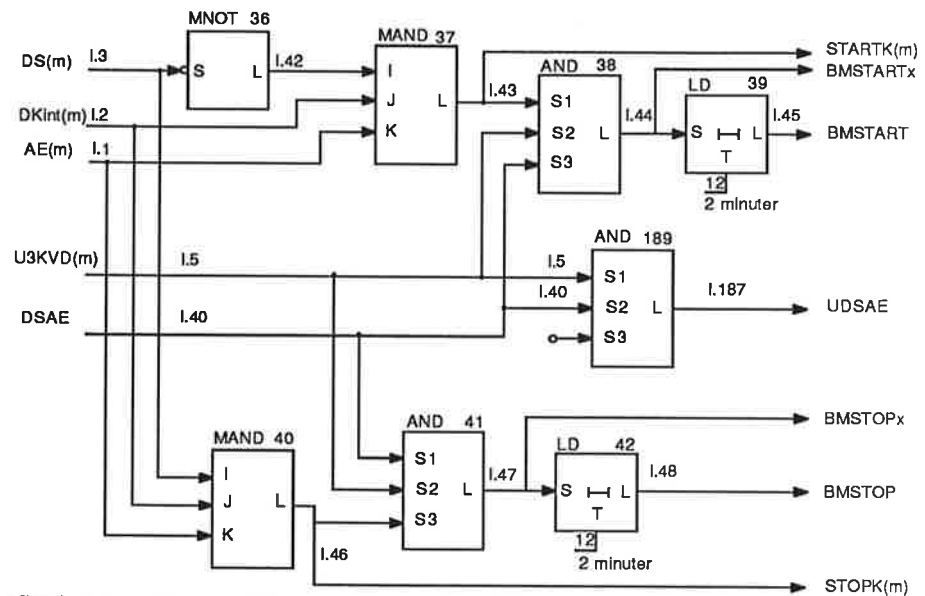 MNOT 36
MAND 37
STARTK(m)
DS(m) l.3
S L
l.42
I
J L
K
AND 38
BMSTARTx
l.43
S1
S2 L
S3
l.44
LD 39
S L
T
l.45
BMSTART
12
2 minuter
DKint(m) l.2
AE(m) l.1
U3KVD(m) l.5
DSAE l.40
AND 189
l.5
l.40
S1
S2 L
S3
l.187
UDSAE
MAND 40
I
J L
K
l.46
AND 41
S1
S2 L
S3
l.47
LD 42
S L
T
l.48
BMSTOPx
BMSTOP
12
2 minuter
STOPK(m)